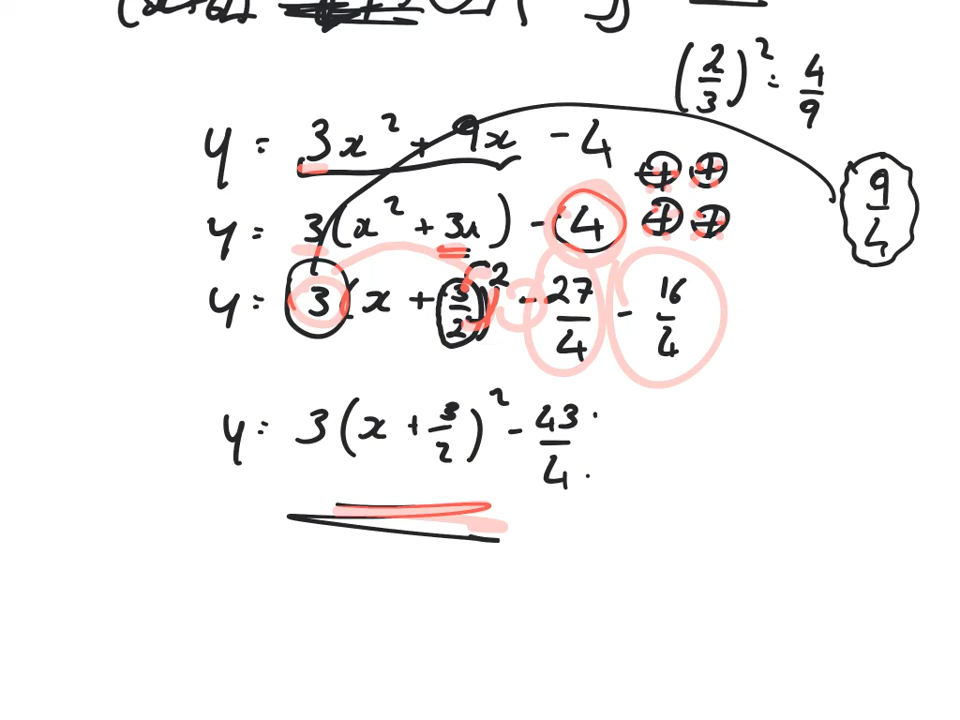 (2/3)² = 4/9
y = 3x² + 9x - 4
9/4
y = 3(x² + 3x) - 4
y = 3(x + 3/2)² - 27/4 - 16/4
y = 3(x + 3/2)² - 43/4